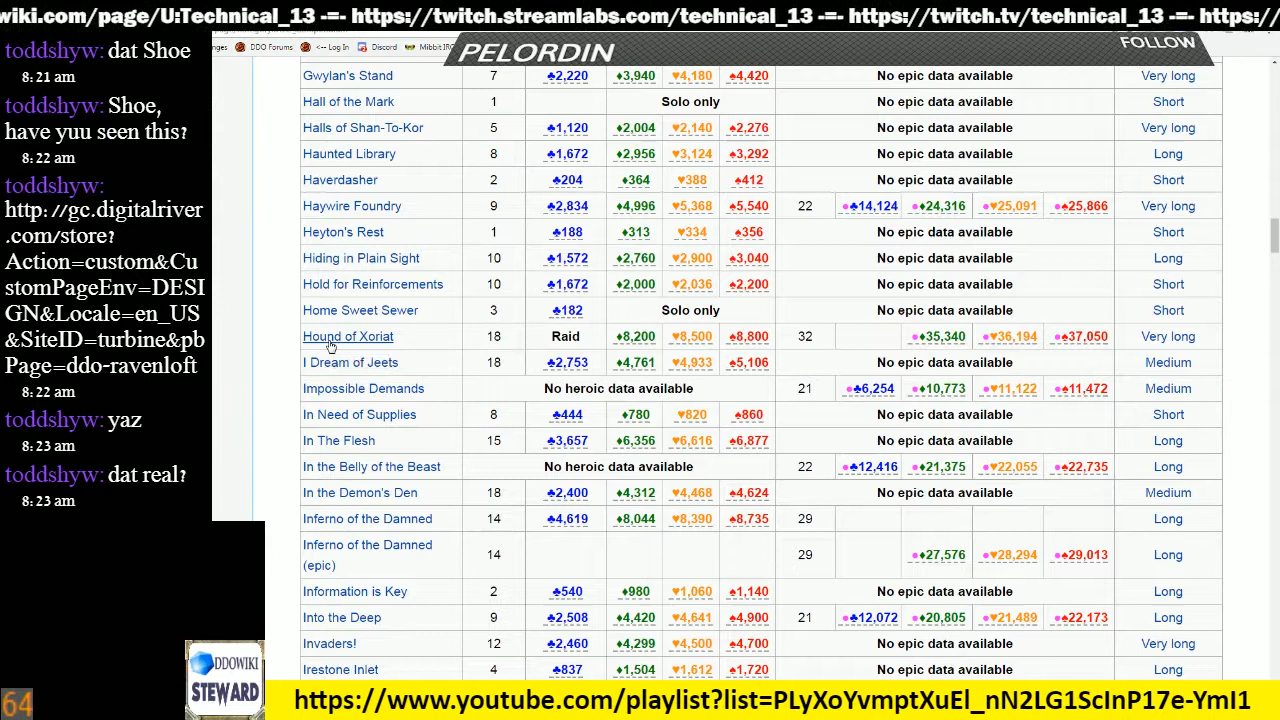 wiki.com/page/U:Technical_13 -=- https://twitch.streamlabs.com/technical_13 -=- https://twitch.tv/technical_13 -=- https:/
toddshyw: dat Shoe
8:21 am
Shoe, have yuu seen this?
8:22 am
toddshyw:
http://gc.digitalriver
.com/store?
Action=custom&Cu
stomPageEnv=DESI
GN&Locale=en_US
&SiteID=turbine&pb
Page=ddo-ravenloft
8:22 am
toddshyw: yaz
8:23 am
toddshyw: dat real?
8:23 am
nges DDO Forums <-- Log In Discord Mibbit IRC
PELORDIN
FOLLOW
Gwylan's Stand 7 ♣2,220 ♦3,940 ♥4,180 ♠4,420 No epic data available Very long
Hall of the Mark 1 Solo only No epic data available Short
Halls of Shan-To-Kor 5 ♣1,120 ♦2,004 ♥2,140 ♠2,276 No epic data available Very long
Haunted Library 8 ♣1,672 ♦2,956 ♥3,124 ♠3,292 No epic data available Long
Haverdasher 2 ♣204 ♦364 ♥388 ♠412 No epic data available Short
Haywire Foundry 9 ♣2,834 ♦4,996 ♥5,368 ♠5,540 22 ●♣14,124 ●♦24,316 ●♥25,091 ●♠25,866 Very long
Heyton's Rest 1 ♣188 ♦313 ♥334 ♠356 No epic data available Short
Hiding in Plain Sight 10 ♣1,572 ♦2,760 ♥2,900 ♠3,040 No epic data available Long
Hold for Reinforcements 10 ♣1,672 ♦2,000 ♥2,036 ♠2,200 No epic data available Short
Home Sweet Sewer 3 ♣182 Solo only No epic data available Short
Hound of Xoriat 18 Raid ♦8,200 ♥8,500 ♠8,800 32 ●♦35,340 ●♥36,194 ●♠37,050 Very long
I Dream of Jeets 18 ♣2,753 ♦4,761 ♥4,933 ♠5,106 No epic data available Medium
Impossible Demands No heroic data available 21 ●♣6,254 ●♦10,773 ●♥11,122 ●♠11,472 Medium
In Need of Supplies 8 ♣444 ♦780 ♥820 ♠860 No epic data available Short
In The Flesh 15 ♣3,657 ♦6,356 ♥6,616 ♠6,877 No epic data available Long
In the Belly of the Beast No heroic data available 22 ●♣12,416 ●♦21,375 ●♥22,055 ●♠22,735 Long
In the Demon's Den 18 ♣2,400 ♦4,312 ♥4,468 ♠4,624 No epic data available Medium
Inferno of the Damned 14 ♣4,619 ♦8,044 ♥8,390 ♠8,735 29 Long
Inferno of the Damned
(epic) 14 29 ●♦27,576 ●♥28,294 ●♠29,013 Long
Information is Key 2 ♣540 ♦980 ♥1,060 ♠1,140 No epic data available Long
Into the Deep 9 ♣2,508 ♦4,420 ♥4,641 ♠4,900 21 ●♣12,072 ●♦20,805 ●♥21,489 ●♠22,173 Long
Invaders! 12 ♣2,460 ♦4,299 ♥4,500 ♠4,700 No epic data available Very long
Irestone Inlet 4 ♣837 ♦1,504 ♥1,612 ♠1,720 No epic data available Long
DDOWIKI
STEWARD
64
https://www.youtube.com/playlist?list=PLyXoYvmptXuEl_nN2LG1ScInP17e-YmI1